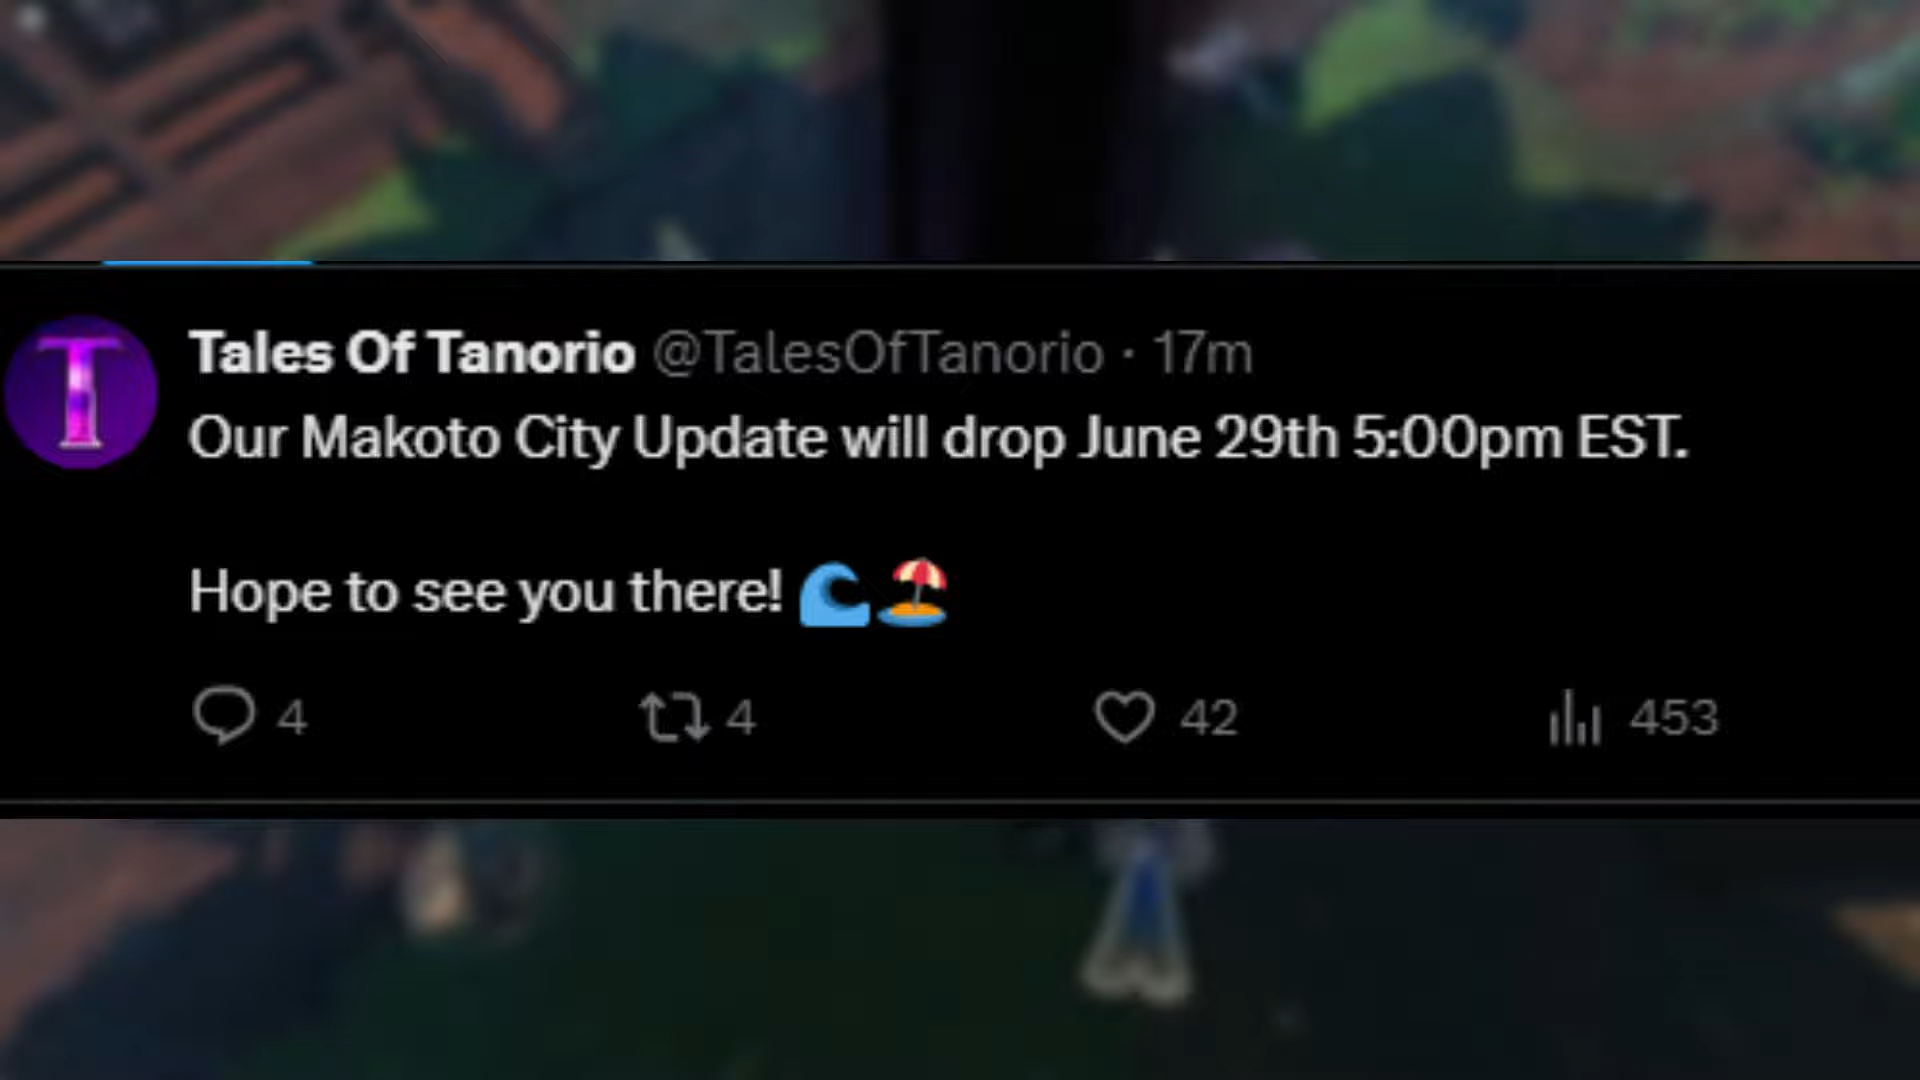 T
Tales Of Tanorio @TalesOfTanorio · 17m
Our Makoto City Update will drop June 29th 5:00pm EST.
Hope to see you there! 🌊🏖️
4 4 42 453